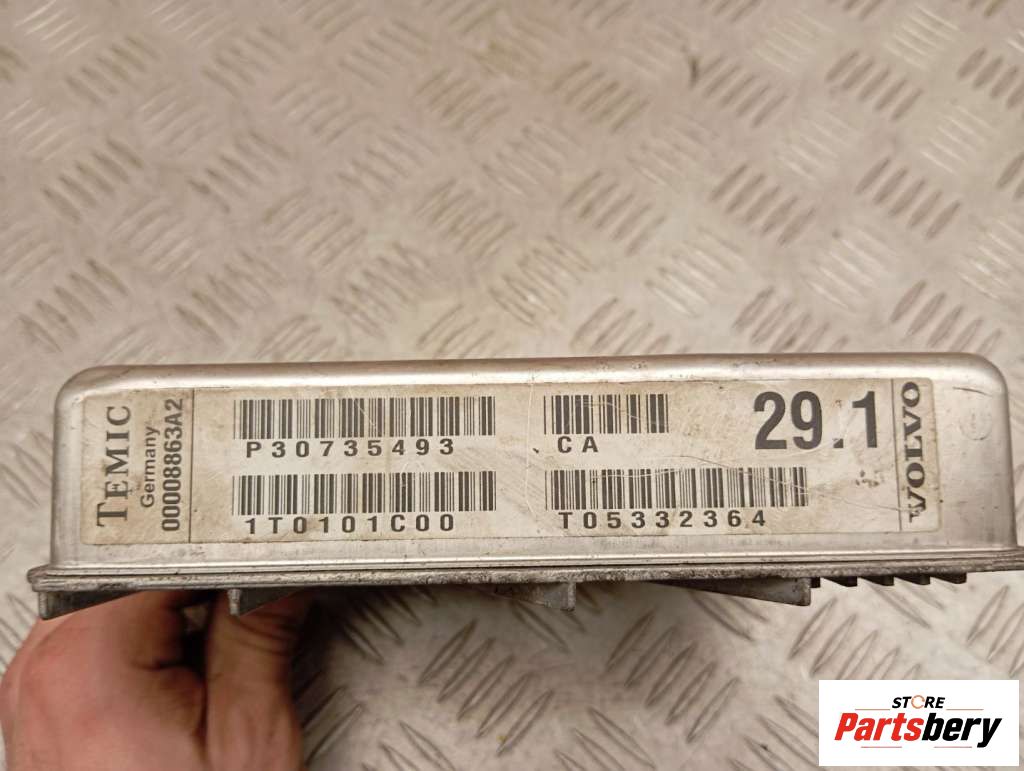 TEMIC
Germany
00008863A2
P30735493
CA
29.1
1T0101C00
T05332364
VOLVO
STORE
Partsbery